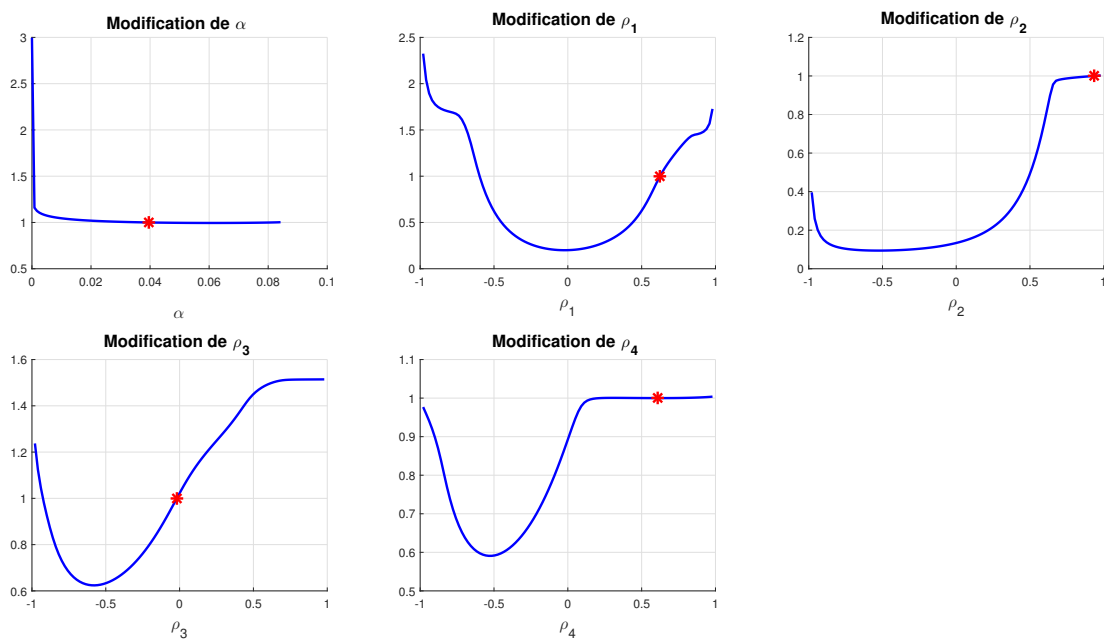 Modification de α
3
2.5
2
1.5
1
0.5
0 0.02 0.04 0.06 0.08 0.1
α
Modification de ρ1
2.5
2
1.5
1
0.5
0
-1 -0.5 0 0.5 1
ρ1
Modification de ρ2
1.2
1
0.8
0.6
0.4
0.2
0
-1 -0.5 0 0.5 1
ρ2
Modification de ρ3
1.6
1.4
1.2
1
0.8
0.6
-1 -0.5 0 0.5 1
ρ3
Modification de ρ4
1.1
1
0.9
0.8
0.7
0.6
0.5
-1 -0.5 0 0.5 1
ρ4